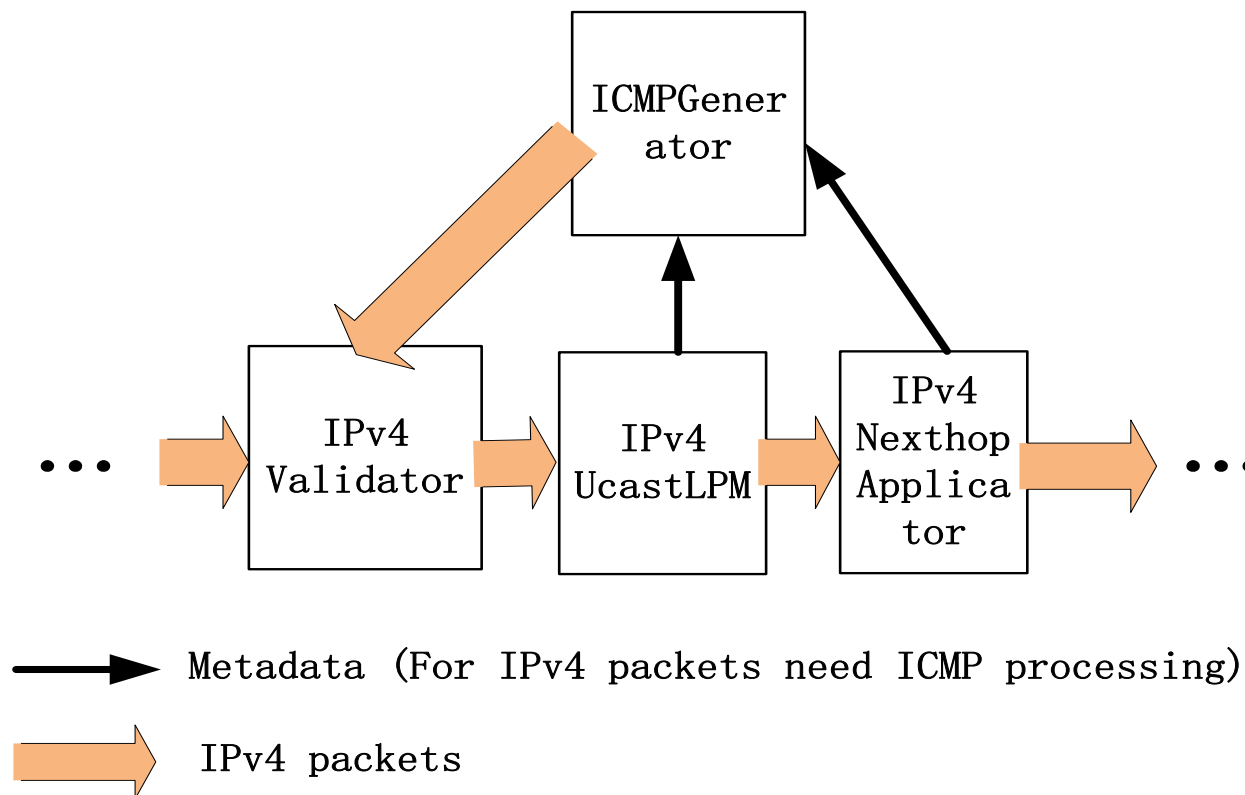 ICMPGener
ator
IPv4
Validator
IPv4
UcastLPM
IPv4
Nexthop
Applica
tor
...
...
Metadata (For IPv4 packets need ICMP processing)
IPv4 packets